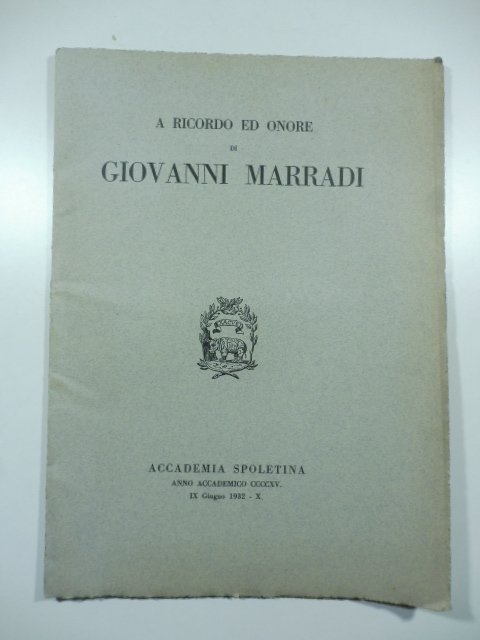 A RICORDO ED ONORE
DI
GIOVANNI MARRADI
ACCADEMIA SPOLETINA
ANNO ACCADEMICO CCCCXV.
IX Giugno 1932 - X.